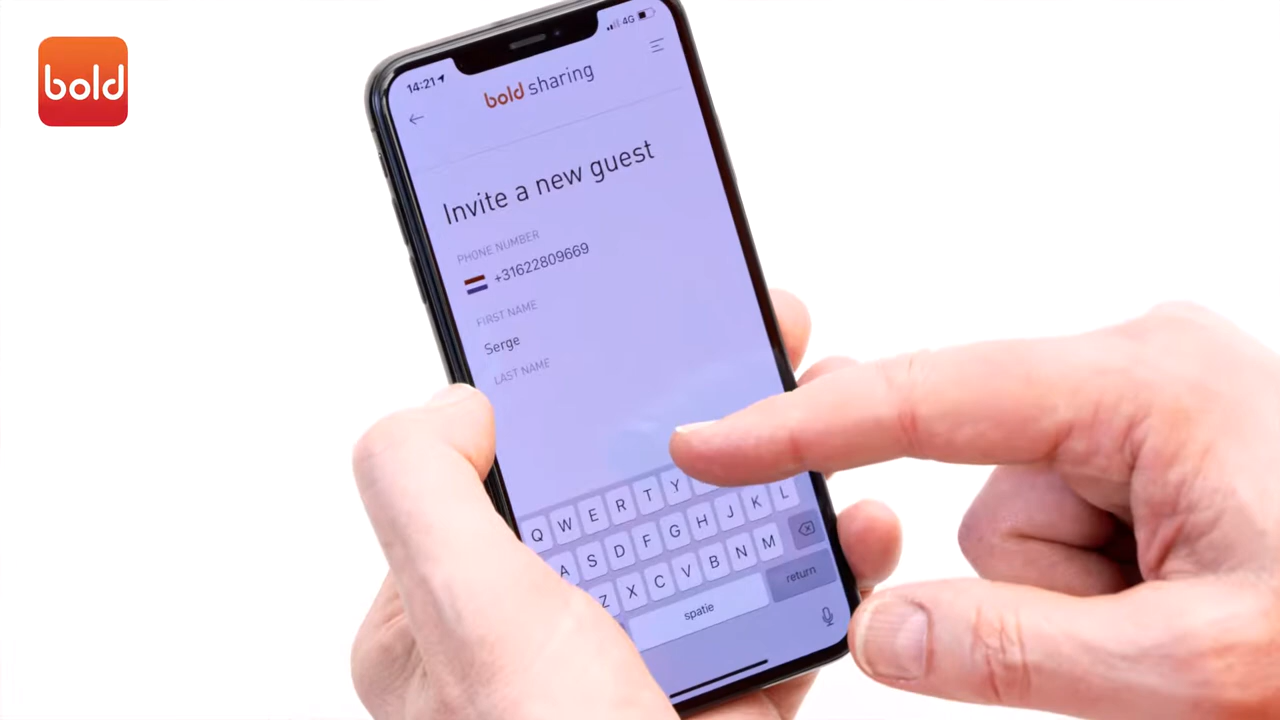 bold
14:21
4G
bold sharing
Invite a new guest
PHONE NUMBER
+31622809669
FIRST NAME
Serge
LAST NAME
Q W E R T Y
A S D F G H J K L
Z X C V B N M
spatie
return